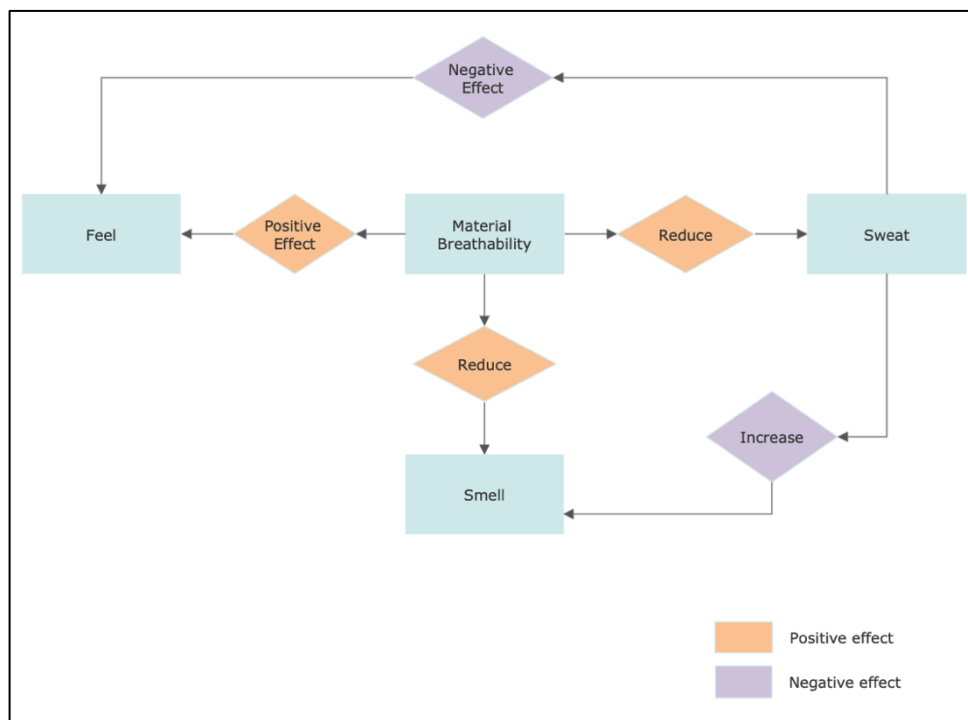 Negative
Effect
Feel
Positive
Effect
Material
Breathability
Reduce
Sweat
Reduce
Increase
Smell
Positive effect
Negative effect